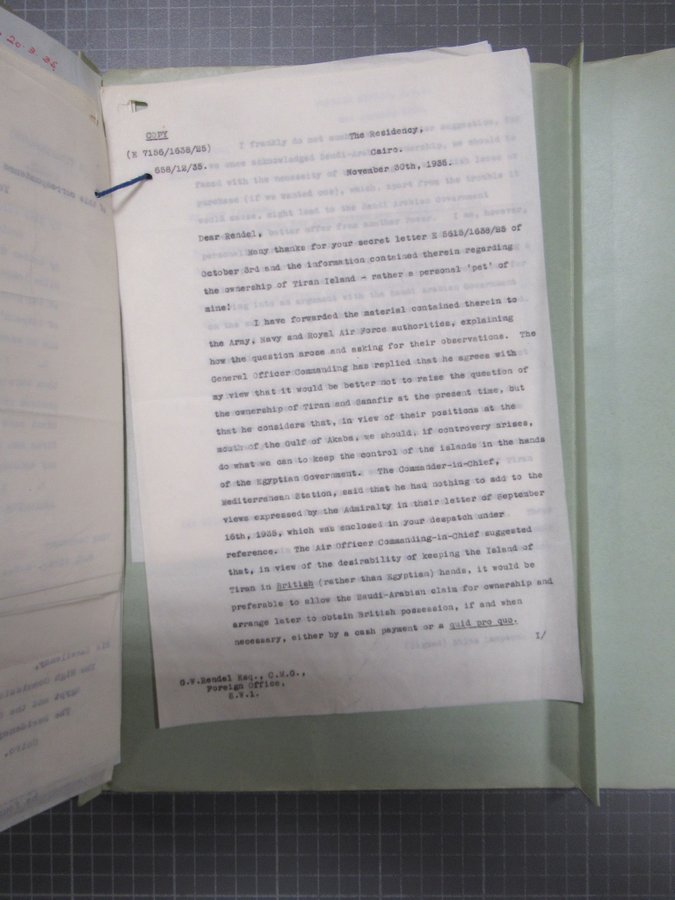 20 3 36
COPY
(E 7156/1638/25)
658/12/35.
The Residency,
Cairo.
November 30th, 1935.
Dear Rendel,
Many thanks for your secret letter E 5615/1638/25 of
October 3rd and the information contained therein regarding
the ownership of Tiran Island - rather a personal 'pet' of
mine!
I have forwarded the material contained therein to
the Army, Navy and Royal Air Force authorities, explaining
how the question arose and asking for their observations. The
General Officer Commanding has replied that he agrees with
my view that it would be better not to raise the question of
the ownership of Tiran and Sanafir at the present time, but
that he considers that, in view of their positions at the
mouth of the Gulf of Akaba, we should, if controversy arises,
do what we can to keep the control of the islands in the hands
of the Egyptian Government. The Commander-in-Chief,
Mediterranean Station, said that he had nothing to add to the
views expressed by the Admiralty in their letter of September
16th, 1935, which was enclosed in your despatch under
reference. The Air Officer Commanding-in-Chief suggested
that, in view of the desirability of keeping the Island of
Tiran in British (rather than Egyptian) hands, it would be
preferable to allow the Saudi-Arabian claim for ownership and
arrange later to obtain British possession, if and when
necessary, either by a cash payment or a quid pro quo.
I/
G.W.Rendel Esq., C.M.G.,
Foreign Office,
S.W.1.